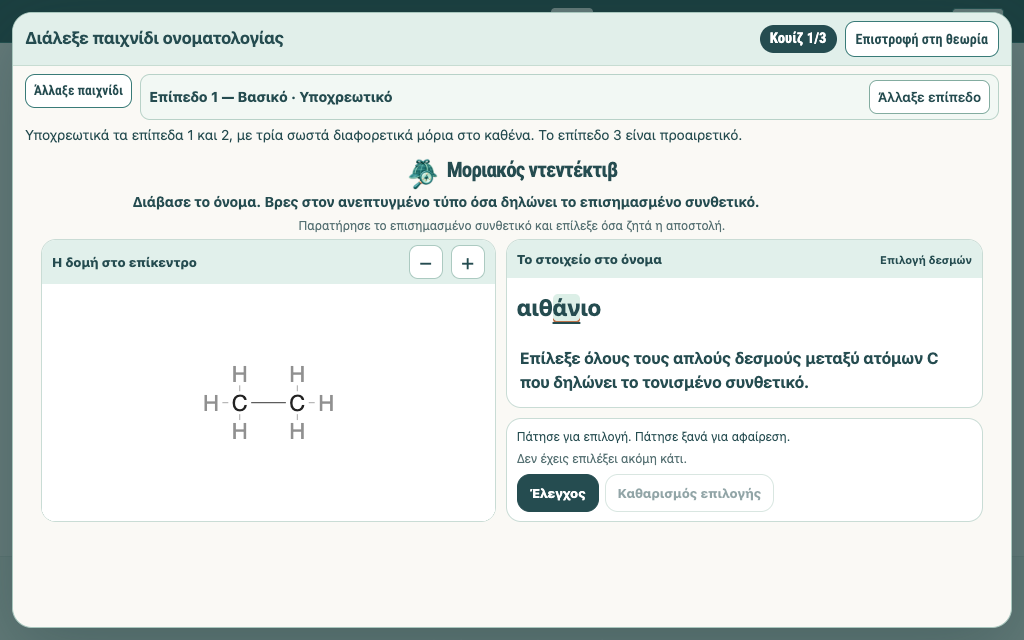 Διάλεξε παιχνίδι ονοματολογίας
Κουίζ 1/3
Επιστροφή στη θεωρία
Άλλαξε παιχνίδι
Επίπεδο 1 — Βασικό · Υποχρεωτικό
Άλλαξε επίπεδο
Υποχρεωτικά τα επίπεδα 1 και 2, με τρία σωστά διαφορετικά μόρια στο καθένα. Το επίπεδο 3 είναι προαιρετικό.
Μοριακός ντεντέκτιβ
Διάβασε το όνομα. Βρες στον ανεπτυγμένο τύπο όσα δηλώνει το επισημασμένο συνθετικό.
Παρατήρησε το επισημασμένο συνθετικό και επίλεξε όσα ζητά η αποστολή.
Η δομή στο επίκεντρο
− +
H H
H C C H
H H
Το στοιχείο στο όνομα
Επιλογή δεσμών
αιθάνιο
Επίλεξε όλους τους απλούς δεσμούς μεταξύ ατόμων C
που δηλώνει το τονισμένο συνθετικό.
Πάτησε για επιλογή. Πάτησε ξανά για αφαίρεση.
Δεν έχεις επιλέξει ακόμη κάτι.
Έλεγχος
Καθαρισμός επιλογής